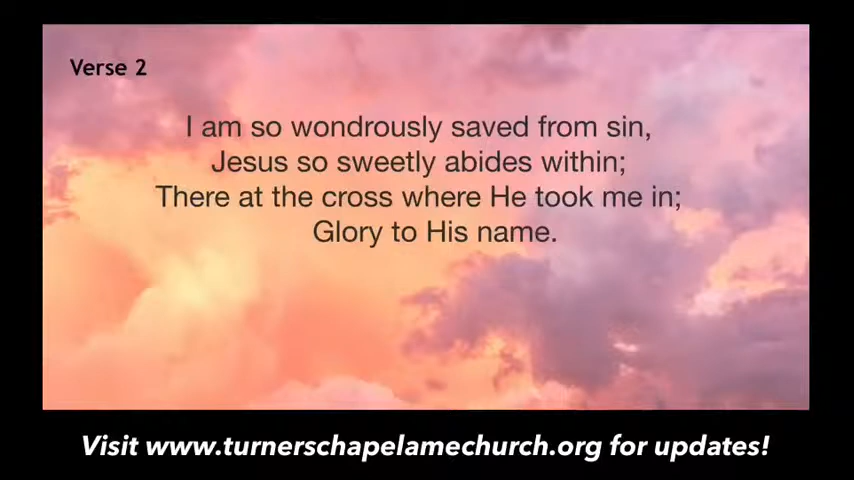 Verse 2
I am so wondrously saved from sin,
Jesus so sweetly abides within;
There at the cross where He took me in;
Glory to His name.
Visit www.turnerschapelamechurch.org for updates!